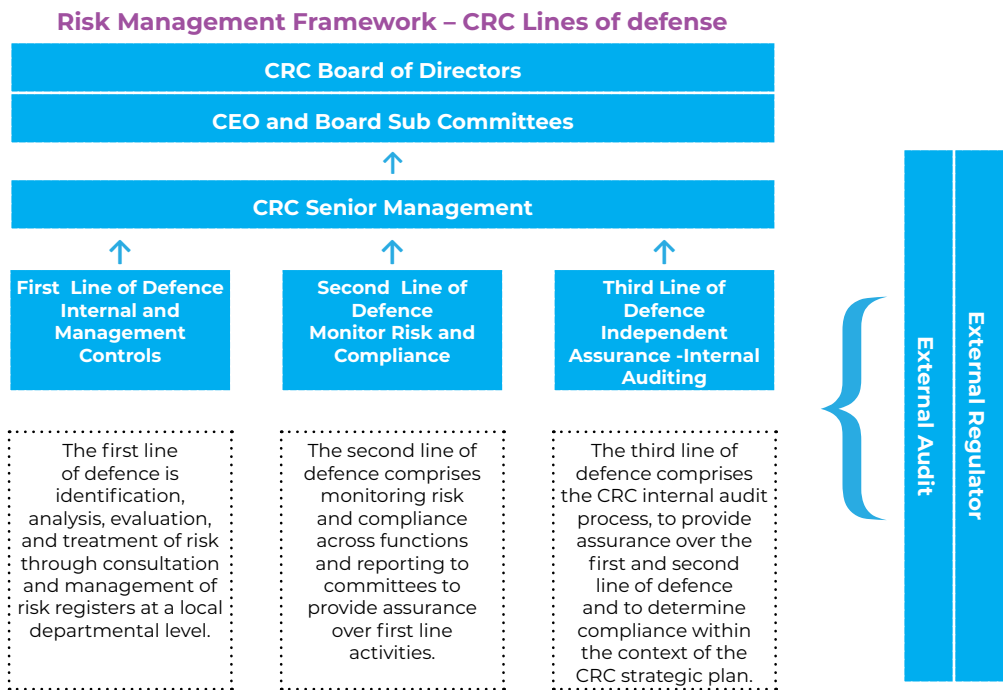 Risk Management Framework – CRC Lines of defense
CRC Board of Directors
CEO and Board Sub Committees
CRC Senior Management
First Line of Defence
Internal and
Management
Controls
Second Line of
Defence
Monitor Risk and
Compliance
Third Line of
Defence
Independent
Assurance -Internal
Auditing
The first line
of defence is
identification,
analysis, evaluation,
and treatment of risk
through consultation
and management of
risk registers at a local
departmental level.
The second line of
defence comprises
monitoring risk
and compliance
across functions
and reporting to
committees to
provide assurance
over first line
activities.
The third line of
defence comprises
the CRC internal audit
process, to provide
assurance over the
first and second
line of defence
and to determine
compliance within
the context of the
CRC strategic plan.
External Audit
External Regulator